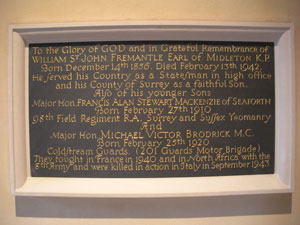 To the Glory of GOD and in Grateful Remembrance of
WILLIAM ST JOHN FREMANTLE EARL OF MIDLETON K.P.
Born December 14th 1856. Died February 13th 1942.
He served his Country as a Statesman in high office
and his County of Surrey as a faithful Son.
Also of his younger Sons
Major Hon. FRANCIS ALAN STEWART MACKENZIE OF SEAFORTH
Born February 27th 1910
98th Field Regiment R.A. Surrey and Sussex Yeomanry
And
Major Hon. MICHAEL VICTOR BRODRICK M.C.
Born February 25th 1920
Coldstream Guards. (201 Guards Motor Brigade)
They fought in France in 1940 and in North Africa with the
8th Army and were killed in action in Italy in September 1943.